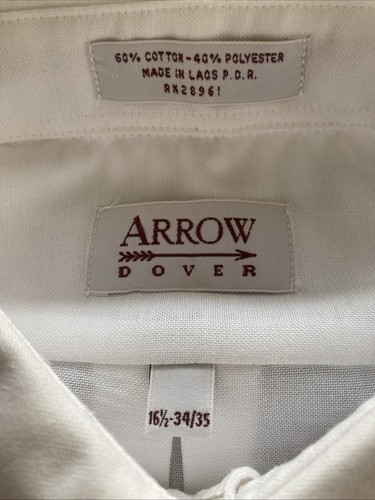 60% COTTON-40% POLYESTER
MADE IN LAOS P.D.R.
RN28961
ARROW
DOVER
16½-34/35